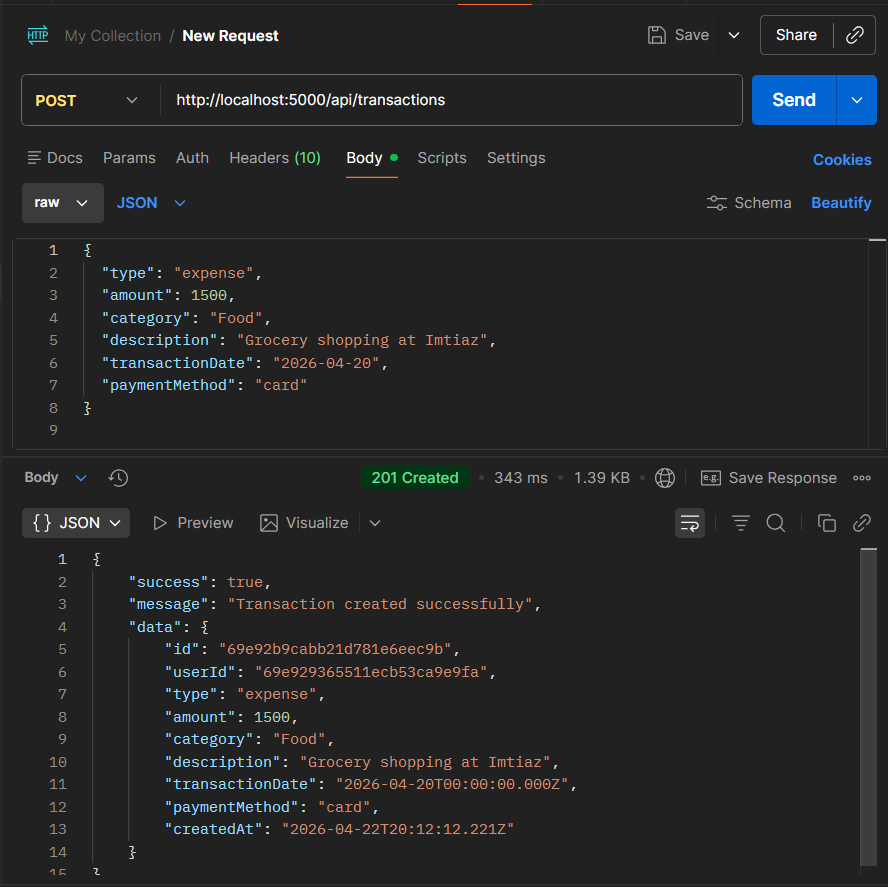 HTTP My Collection / New Request Save Share
POST http://localhost:5000/api/transactions Send
Docs Params Auth Headers (10) Body Scripts Settings Cookies
raw JSON Schema Beautify
1 {
2 "type": "expense",
3 "amount": 1500,
4 "category": "Food",
5 "description": "Grocery shopping at Imtiaz",
6 "transactionDate": "2026-04-20",
7 "paymentMethod": "card"
8 }
9
Body 201 Created • 343 ms • 1.39 KB • e.g. Save Response
{} JSON Preview Visualize
1 {
2 "success": true,
3 "message": "Transaction created successfully",
4 "data": {
5 "id": "69e92b9cabb21d781e6eec9b",
6 "userId": "69e929365511ecb53ca9e9fa",
7 "type": "expense",
8 "amount": 1500,
9 "category": "Food",
10 "description": "Grocery shopping at Imtiaz",
11 "transactionDate": "2026-04-20T00:00:00.000Z",
12 "paymentMethod": "card",
13 "createdAt": "2026-04-22T20:12:12.221Z"
14 }
15 }